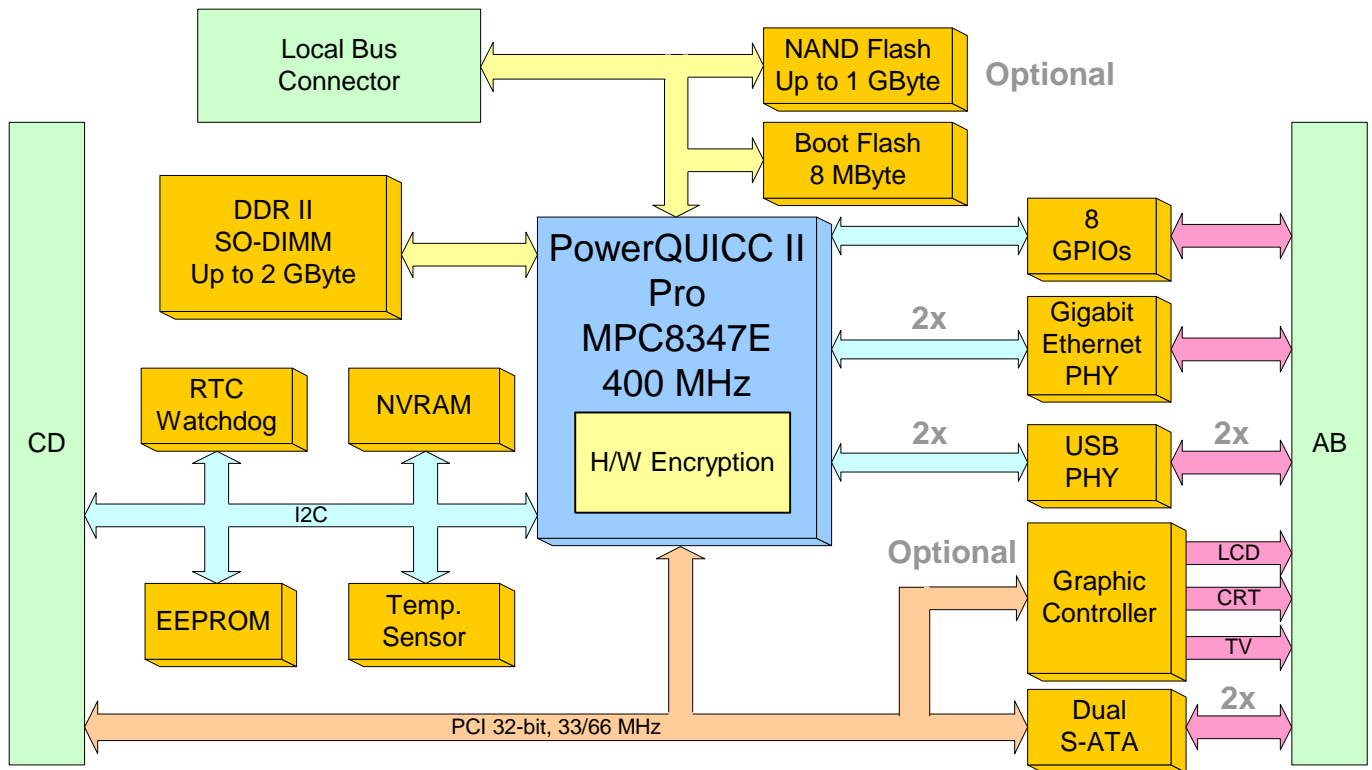 Local Bus
Connector
NAND Flash
Up to 1 GByte
Optional
Boot Flash
8 MByte
DDR II
SO-DIMM
Up to 2 GByte
PowerQUICC II
Pro
MPC8347E
400 MHz
H/W Encryption
8
GPIOs
2x
Gigabit
Ethernet
PHY
2x
USB
PHY
2x
CD
AB
RTC
Watchdog
NVRAM
I2C
EEPROM
Temp.
Sensor
Optional
Graphic
Controller
LCD
CRT
TV
PCI 32-bit, 33/66 MHz
Dual
S-ATA
2x